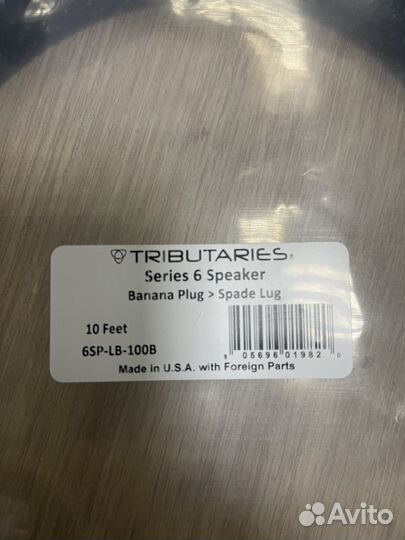 TRIBUTARIES®
Series 6 Speaker
Banana Plug > Spade Lug
10 Feet
6SP-LB-100B
05696 01982 0
Made in U.S.A. with Foreign Parts
Avito